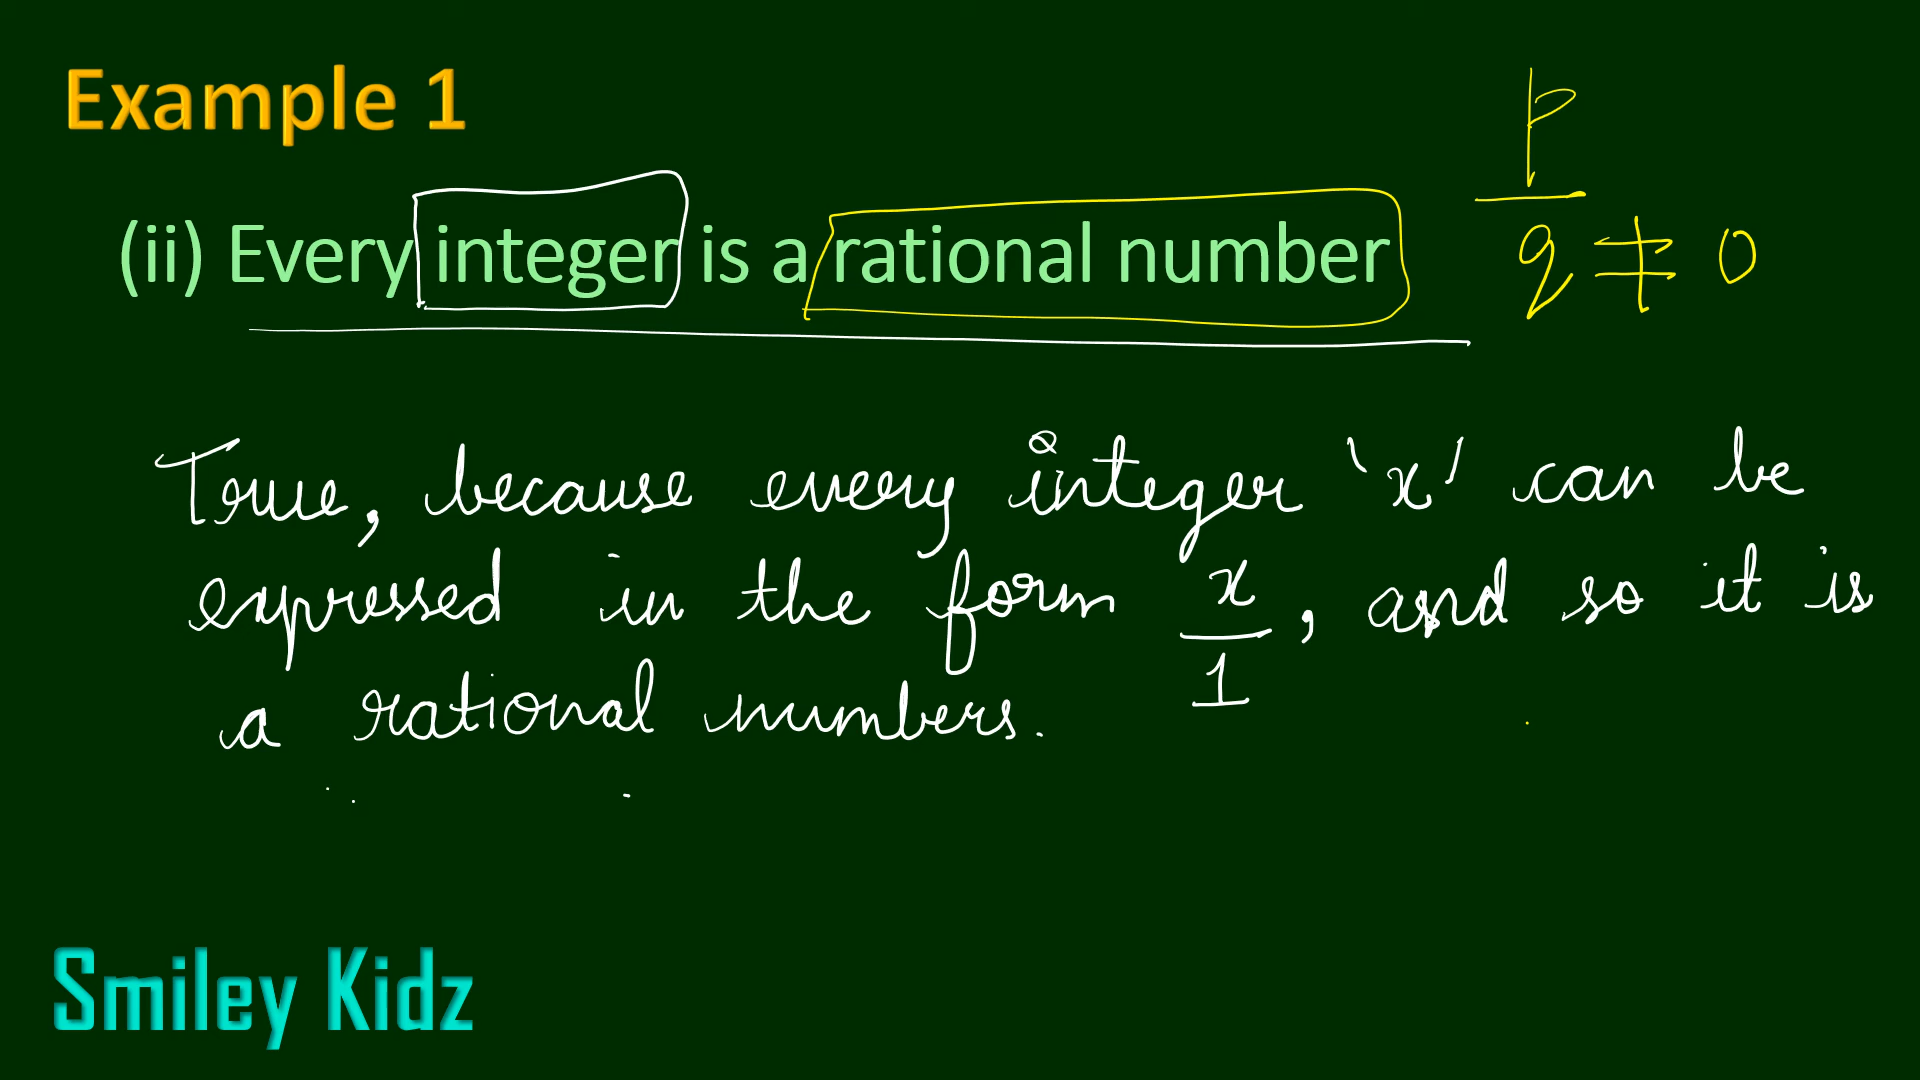 Example 1
p
(ii) Every integer is a rational number
q ≠ 0
True, because every integer 'x' can be
expressed in the form x/1, and so it is
a rational numbers.
Smiley Kidz